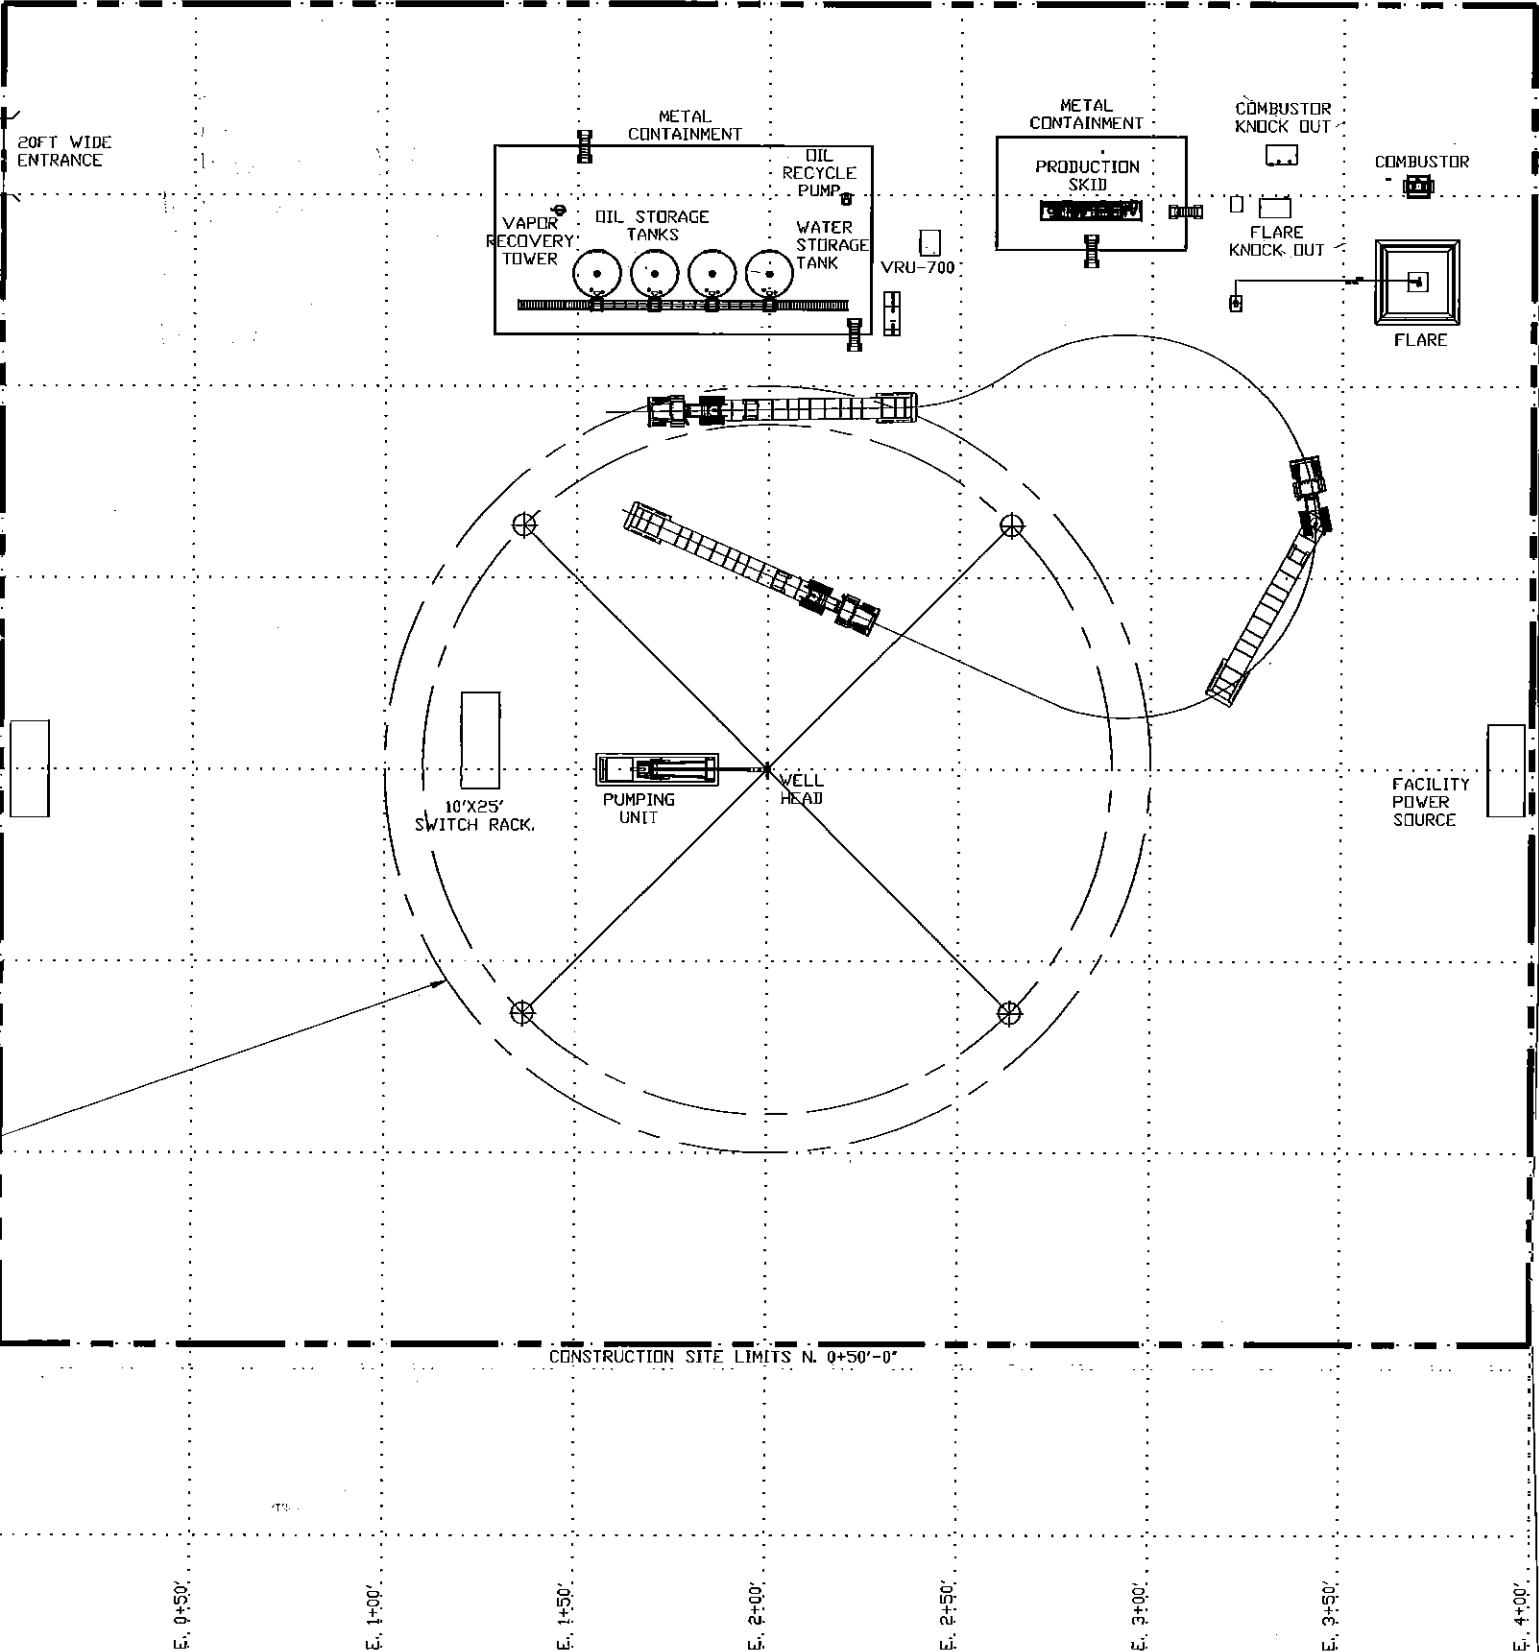 METAL
CONTAINMENT
METAL
CONTAINMENT
COMBUSTOR
KNOCK OUT
20FT WIDE
ENTRANCE
OIL
RECYCLE
PUMP
PRODUCTION
SKID
COMBUSTOR
VAPOR
RECOVERY
TOWER
OIL STORAGE
TANKS
WATER
STORAGE
TANK
VRU-700
FLARE
KNOCK OUT
FLARE
10'X25'
SWITCH RACK.
PUMPING
UNIT
WELL
HEAD
FACILITY
POWER
SOURCE
CONSTRUCTION SITE LIMITS N. 0+50'-0"
E. 0+50'
E. 1+00'
E. 1+50'
E. 2+00'
E. 2+50'
E. 3+00'
E. 3+50'
E. 4+00'